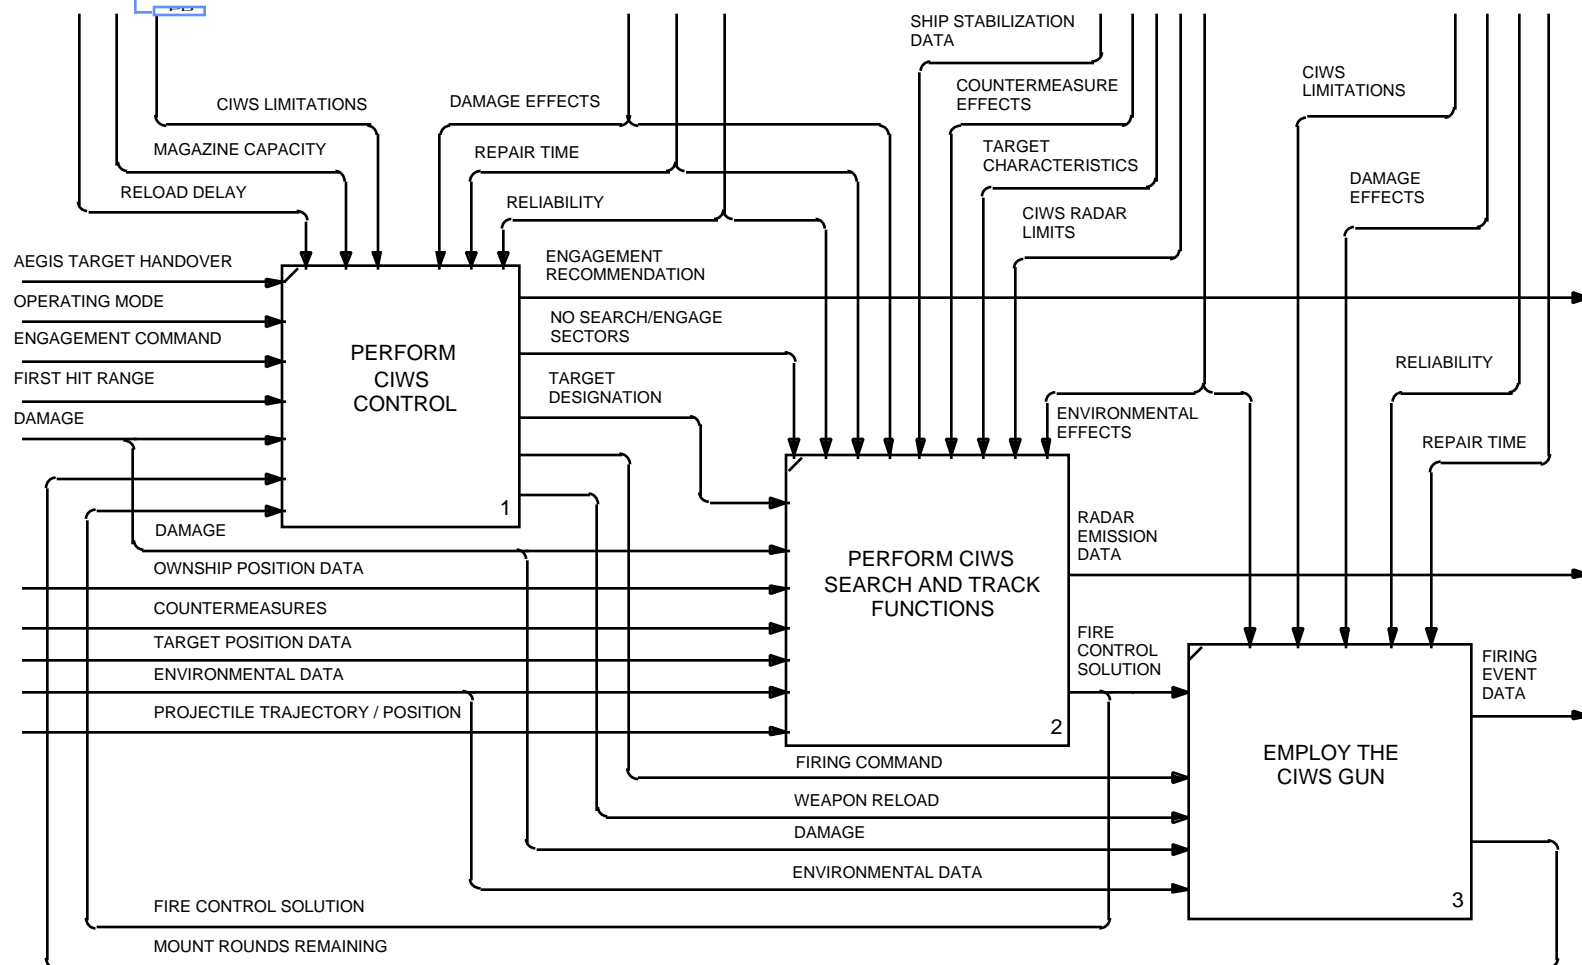 SHIP STABILIZATION
DATA
CIWS LIMITATIONS
DAMAGE EFFECTS
COUNTERMEASURE
EFFECTS
CIWS
LIMITATIONS
MAGAZINE CAPACITY
REPAIR TIME
TARGET
CHARACTERISTICS
RELOAD DELAY
RELIABILITY
CIWS RADAR
LIMITS
DAMAGE
EFFECTS
AEGIS TARGET HANDOVER
OPERATING MODE
ENGAGEMENT COMMAND
FIRST HIT RANGE
DAMAGE
PERFORM
CIWS
CONTROL
1
ENGAGEMENT
RECOMMENDATION
NO SEARCH/ENGAGE
SECTORS
TARGET
DESIGNATION
ENVIRONMENTAL
EFFECTS
RELIABILITY
REPAIR TIME
DAMAGE
OWNSHIP POSITION DATA
COUNTERMEASURES
TARGET POSITION DATA
ENVIRONMENTAL DATA
PROJECTILE TRAJECTORY / POSITION
PERFORM CIWS
SEARCH AND TRACK
FUNCTIONS
2
RADAR
EMISSION
DATA
FIRE
CONTROL
SOLUTION
FIRING
EVENT
DATA
EMPLOY THE
CIWS GUN
3
FIRING COMMAND
WEAPON RELOAD
DAMAGE
ENVIRONMENTAL DATA
FIRE CONTROL SOLUTION
MOUNT ROUNDS REMAINING